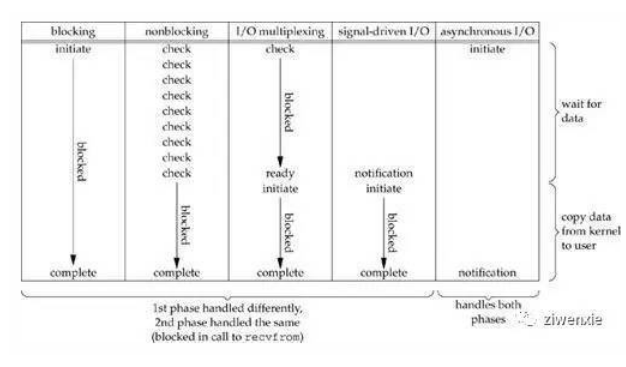 blocking nonblocking I/O multiplexing signal-driven I/O asynchronous I/O
initiate check check initiate
check
check
check
check
check
check
check
check ready notification
initiate initiate
blocked
blocked
blocked
blocked
blocked
complete complete complete complete notification
wait for
data
copy data
from kernel
to user
1st phase handled differently,
2nd phase handled the same
(blocked in call to recvfrom)
handles both
phases
ziwenxie